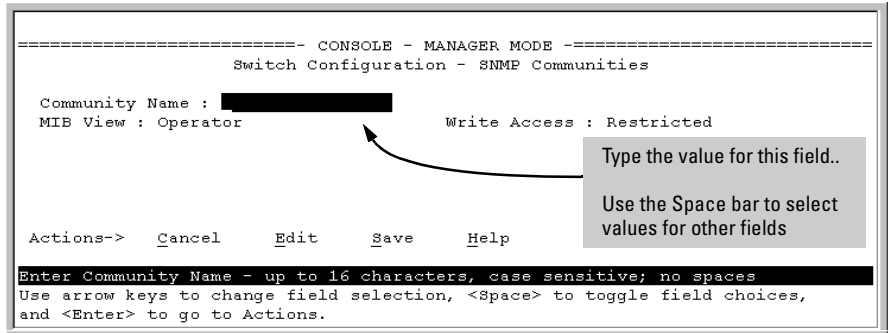 ===========================- CONSOLE - MANAGER MODE -============================
Switch Configuration - SNMP Communities
Community Name :
MIB View : Operator Write Access : Restricted
Type the value for this field..
Use the Space bar to select
values for other fields
Actions-> Cancel Edit Save Help
Enter Community Name - up to 16 characters, case sensitive; no spaces
Use arrow keys to change field selection, <Space> to toggle field choices,
and <Enter> to go to Actions.